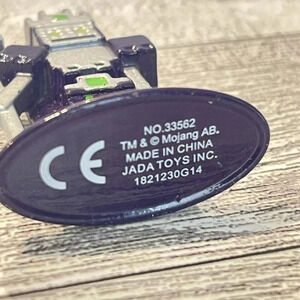 CE
NO.33562
TM & © Mojang AB.
MADE IN CHINA
JADA TOYS INC.
1821230G14